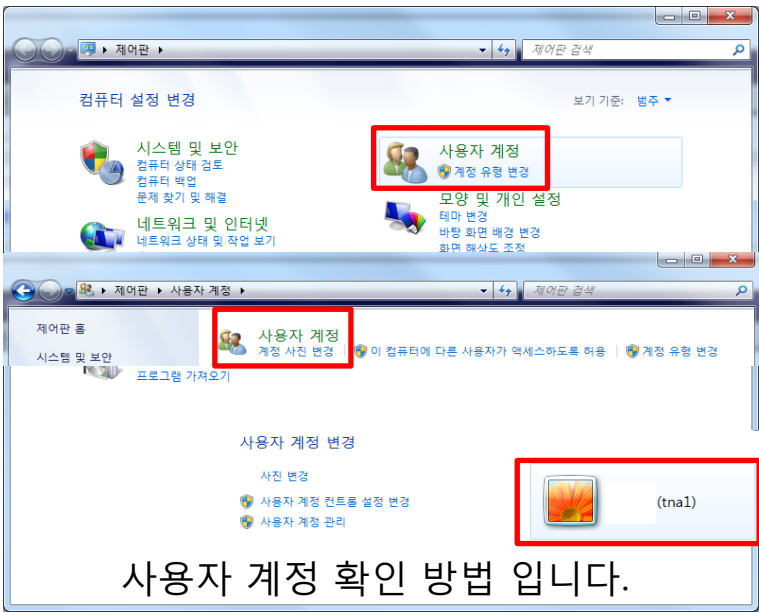 제어판
제어판 검색
컴퓨터 설정 변경
보기 기준: 범주
시스템 및 보안
컴퓨터 상태 검토
컴퓨터 백업
문제 찾기 및 해결
네트워크 및 인터넷
네트워크 상태 및 작업 보기
사용자 계정
계정 유형 변경
모양 및 개인 설정
테마 변경
바탕 화면 배경 변경
화면 해상도 조정
제어판 사용자 계정
제어판 검색
제어판 홈
시스템 및 보안
사용자 계정
계정 사진 변경 이 컴퓨터에 다른 사용자가 액세스하도록 허용 계정 유형 변경
프로그램 가져오기
사용자 계정 변경
사진 변경
사용자 계정 컨트롤 설정 변경
사용자 계정 관리
(tna1)
사용자 계정 확인 방법 입니다.